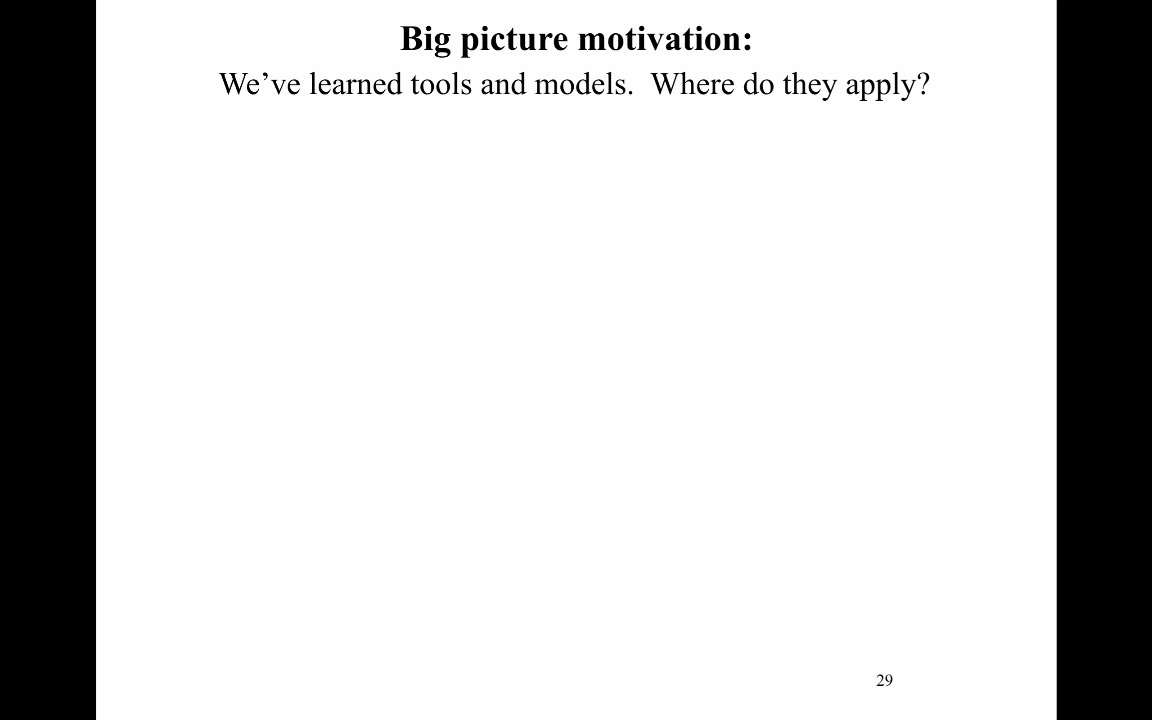 Big picture motivation:
We’ve learned tools and models.  Where do they apply?
29